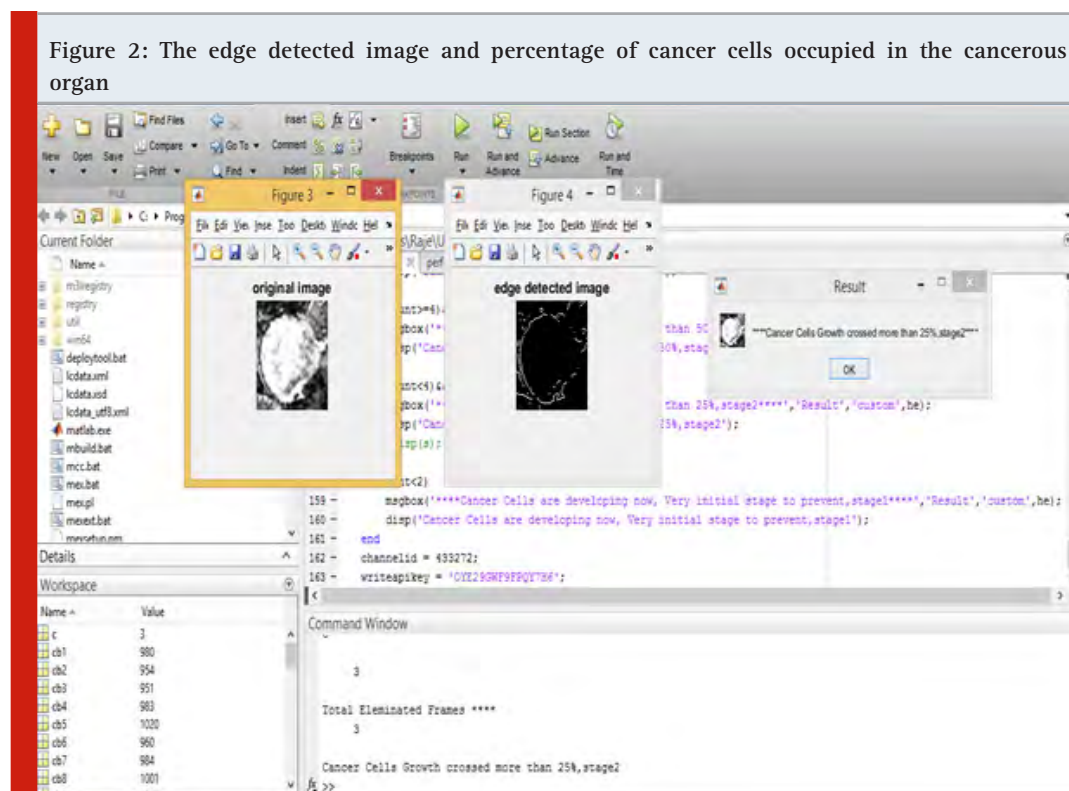 Figure 2: The edge detected image and percentage of cancer cells occupied in the cancerous
organ
Find Files
Insert fx
New Open Save
Compare
Go To
Comment
Breakpoints
Run
Run and
Advance
Run Section
Advance
Run and
Time
Print
Find
Indent
FILE
C: Prog
Current Folder
Name
m3iregistry
registry
util
win64
deploytool.bat
lcdata.xml
lcdata.xsd
lcdata_utf8.xml
matlab.exe
mbuild.bat
mcc.bat
mex.bat
mex.pl
mexext.bat
Details
Workspace
Name Value
c 3
cb1 980
cb2 954
cb3 951
cb4 983
cb5 1020
cb6 960
cb7 984
cb8 1001
Figure 3
original image
Figure 4
edge detected image
Result
****Cancer Cells Growth crossed more than 25%,stage2****
OK
than 25%,stage2****','Result','custom',he);
25%,stage2');
159 - msgbox('****Cancer Cells are developing now, Very initial stage to prevent,stage1****','Result','custom',he);
160 - disp('Cancer Cells are developing now, Very initial stage to prevent,stage1');
161 - end
162 - channelid = 433272;
163 - writeapikey =
Command Window
3
Total Eleminated Frames ****
3
Cancer Cells Growth crossed more than 25%,stage2
fx >>